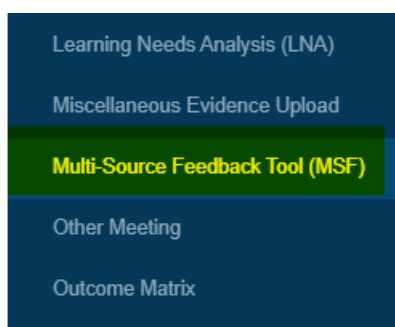 Learning Needs Analysis (LNA)
Miscellaneous Evidence Upload
Multi-Source Feedback Tool (MSF)
Other Meeting
Outcome Matrix